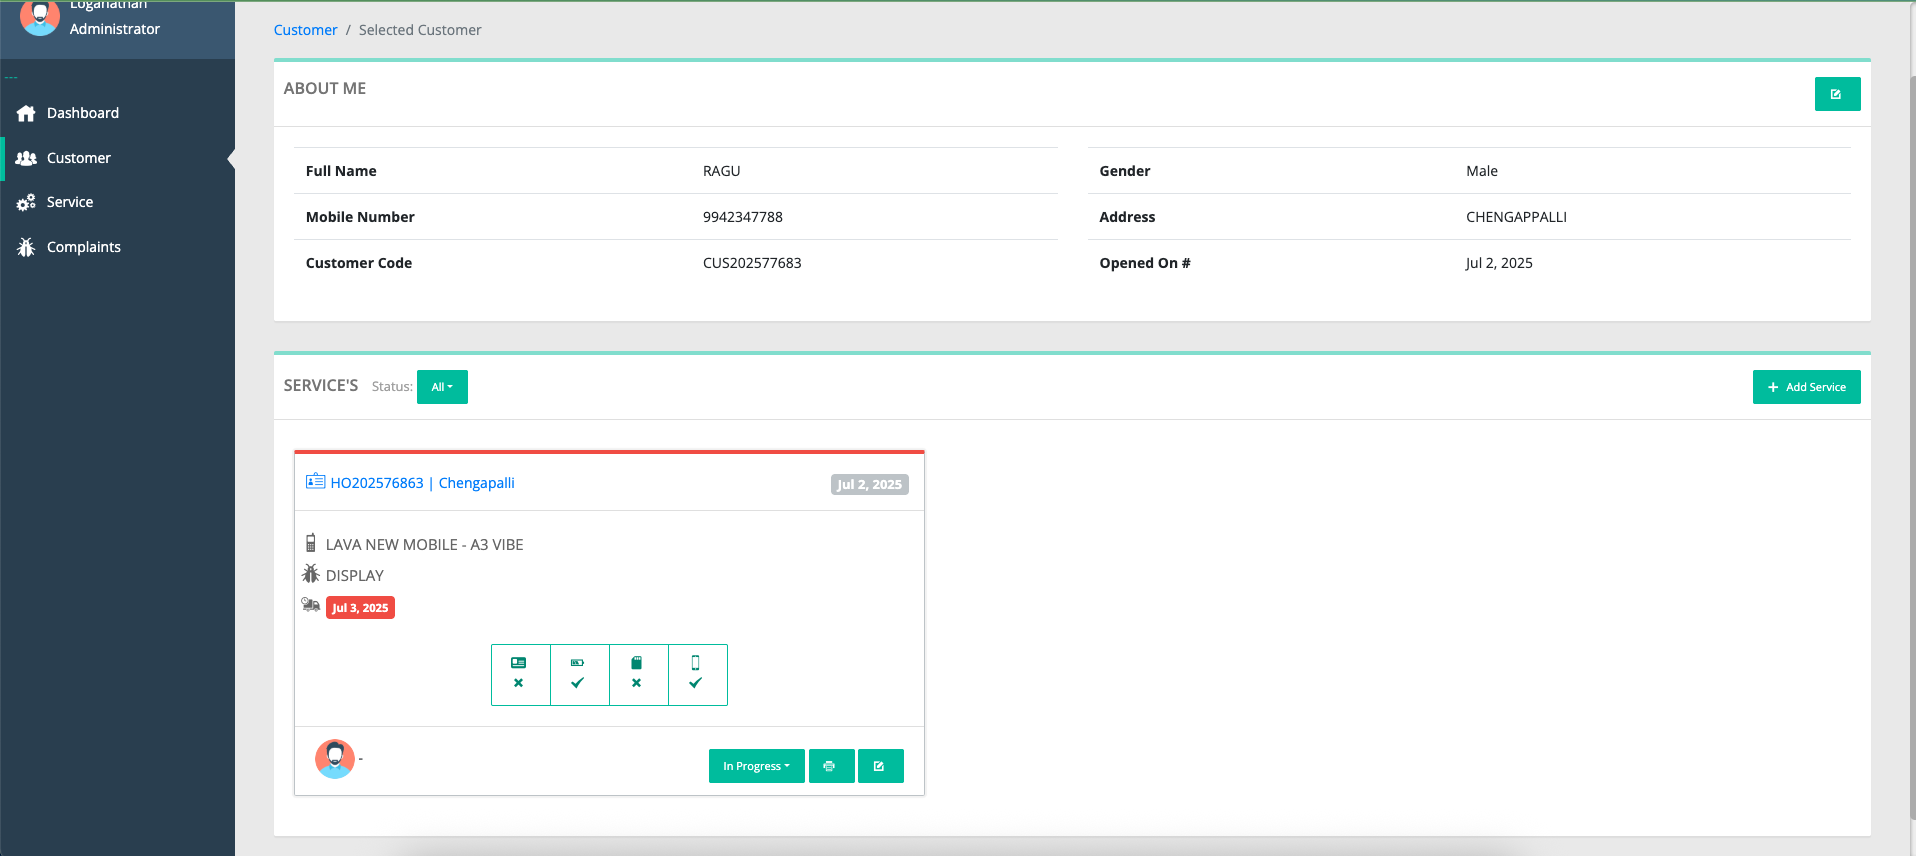 Loganathan
Administrator
---
Dashboard
Customer
Service
Complaints
Customer / Selected Customer
ABOUT ME
Full Name RAGU
Mobile Number 9942347788
Customer Code CUS202577683
Gender Male
Address CHENGAPPALLI
Opened On # Jul 2, 2025
SERVICE'S Status: All
+ Add Service
HO202576863 | Chengapalli Jul 2, 2025
LAVA NEW MOBILE - A3 VIBE
DISPLAY
Jul 3, 2025
-
In Progress